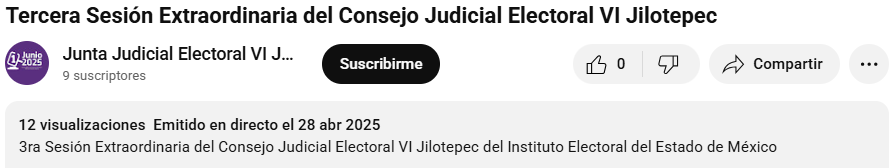 Tercera Sesión Extraordinaria del Consejo Judicial Electoral VI Jilotepec
1 Junio 2025
Junta Judicial Electoral VI J...
9 suscriptores
Suscribirme
0
Compartir
12 visualizaciones Emitido en directo el 28 abr 2025
3ra Sesión Extraordinaria del Consejo Judicial Electoral VI Jilotepec del Instituto Electoral del Estado de México